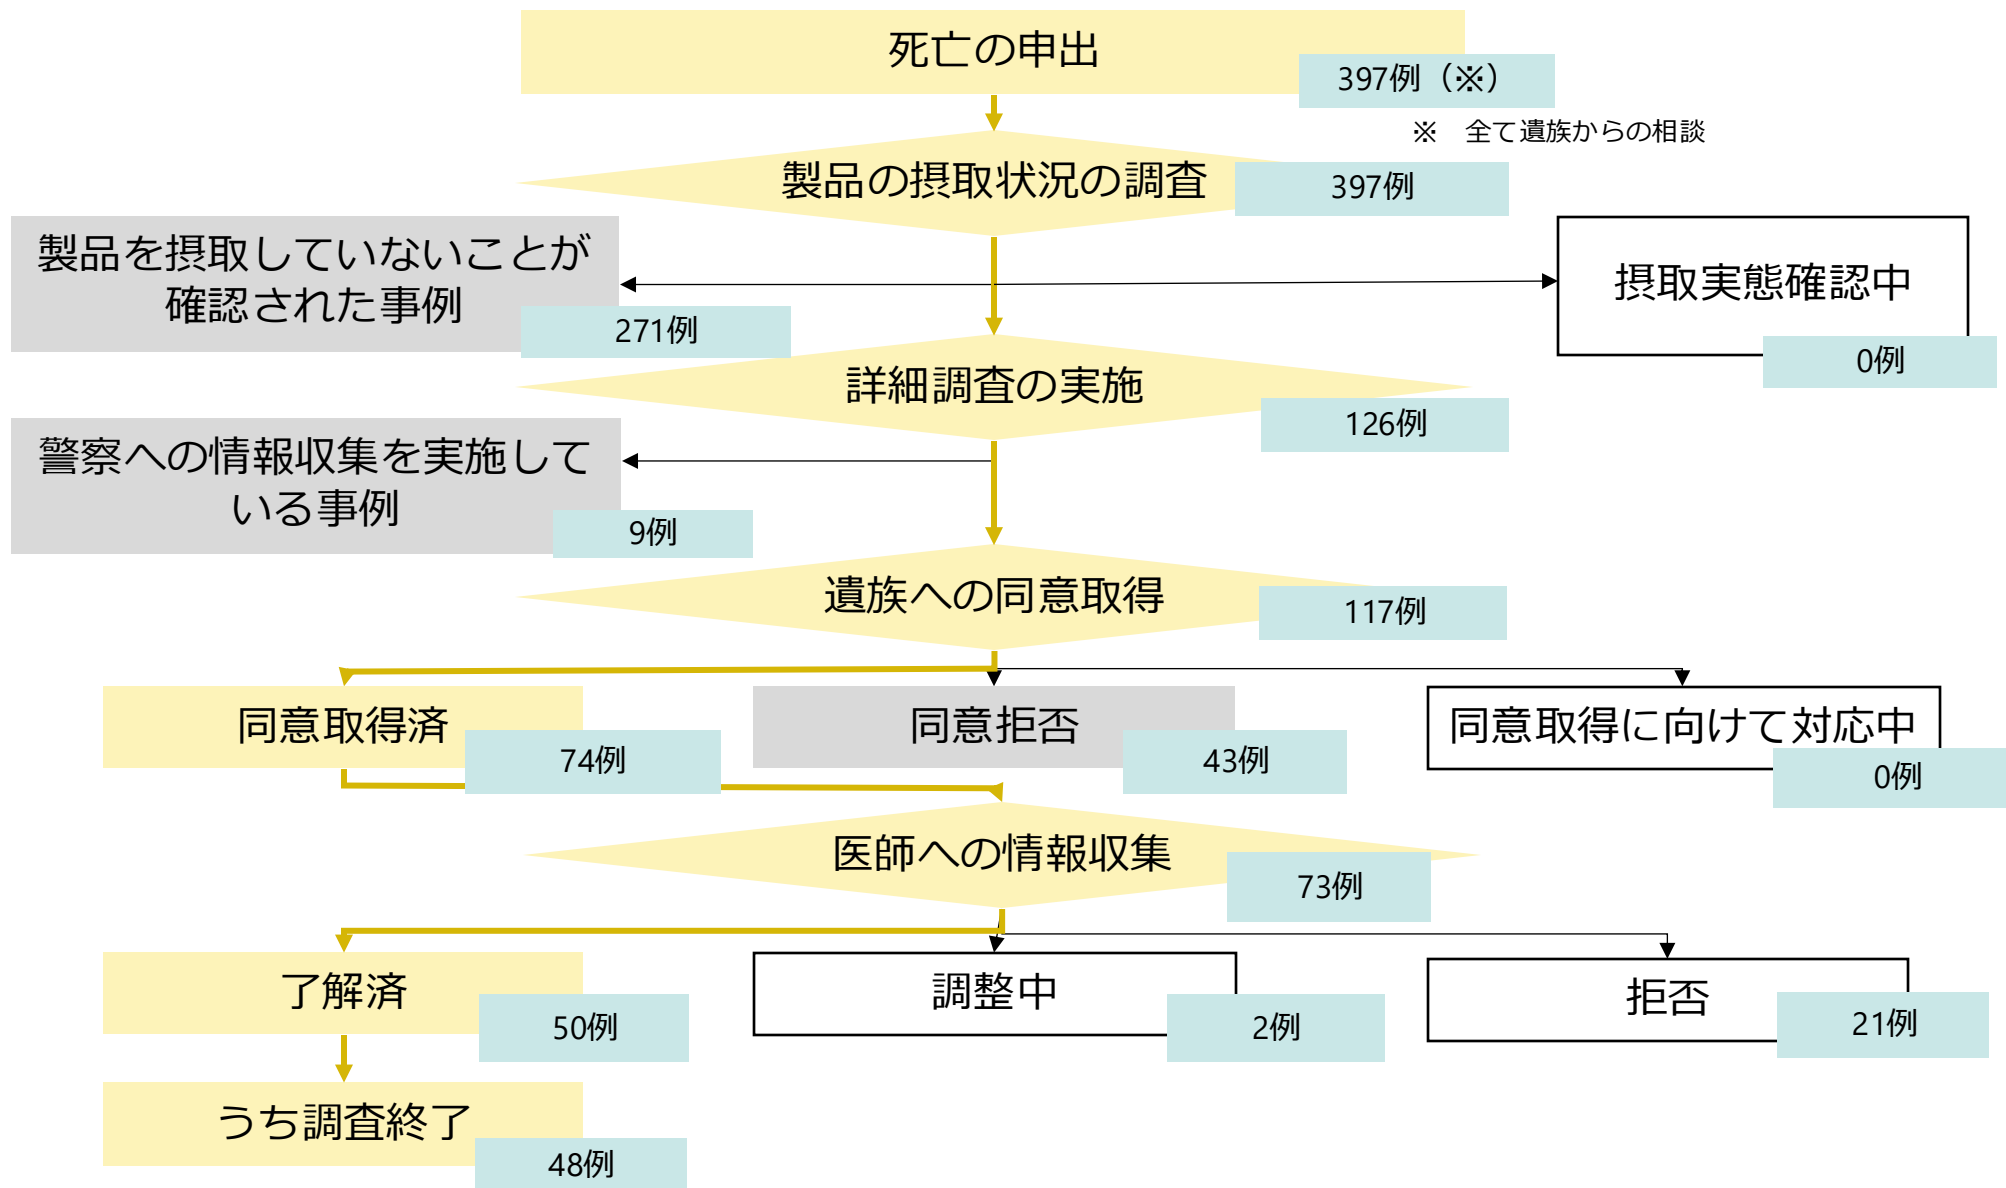 死亡の申出
397例（※）
※　全て遺族からの相談
製品の摂取状況の調査
397例
製品を摂取していないことが
確認された事例
271例
摂取実態確認中
0例
詳細調査の実施
126例
警察への情報収集を実施して
いる事例
9例
遺族への同意取得
117例
同意取得済
74例
同意拒否
43例
同意取得に向けて対応中
0例
医師への情報収集
73例
了解済
50例
調整中
2例
拒否
21例
うち調査終了
48例